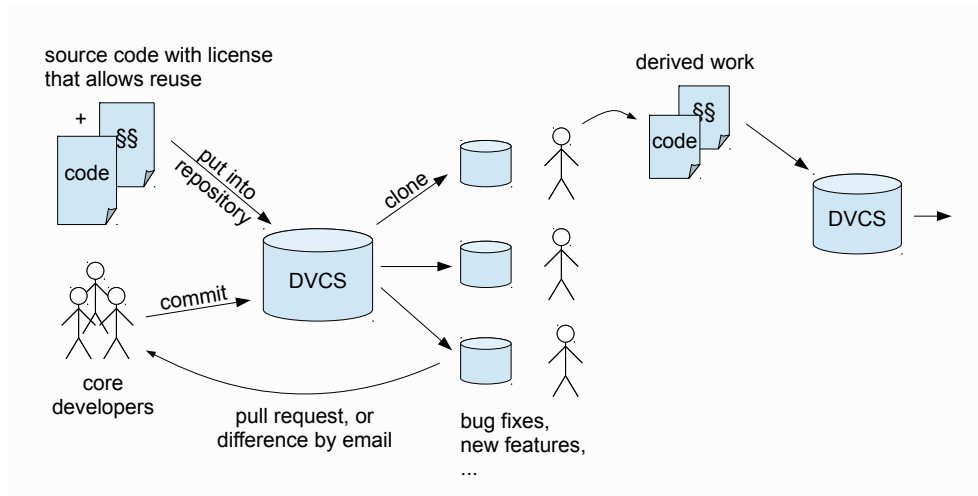 source code with license
that allows reuse
+
§§
code
put into
repository
DVCS
commit
core
developers
clone
pull request, or
difference by email
bug fixes,
new features,
...
derived work
§§
code
DVCS